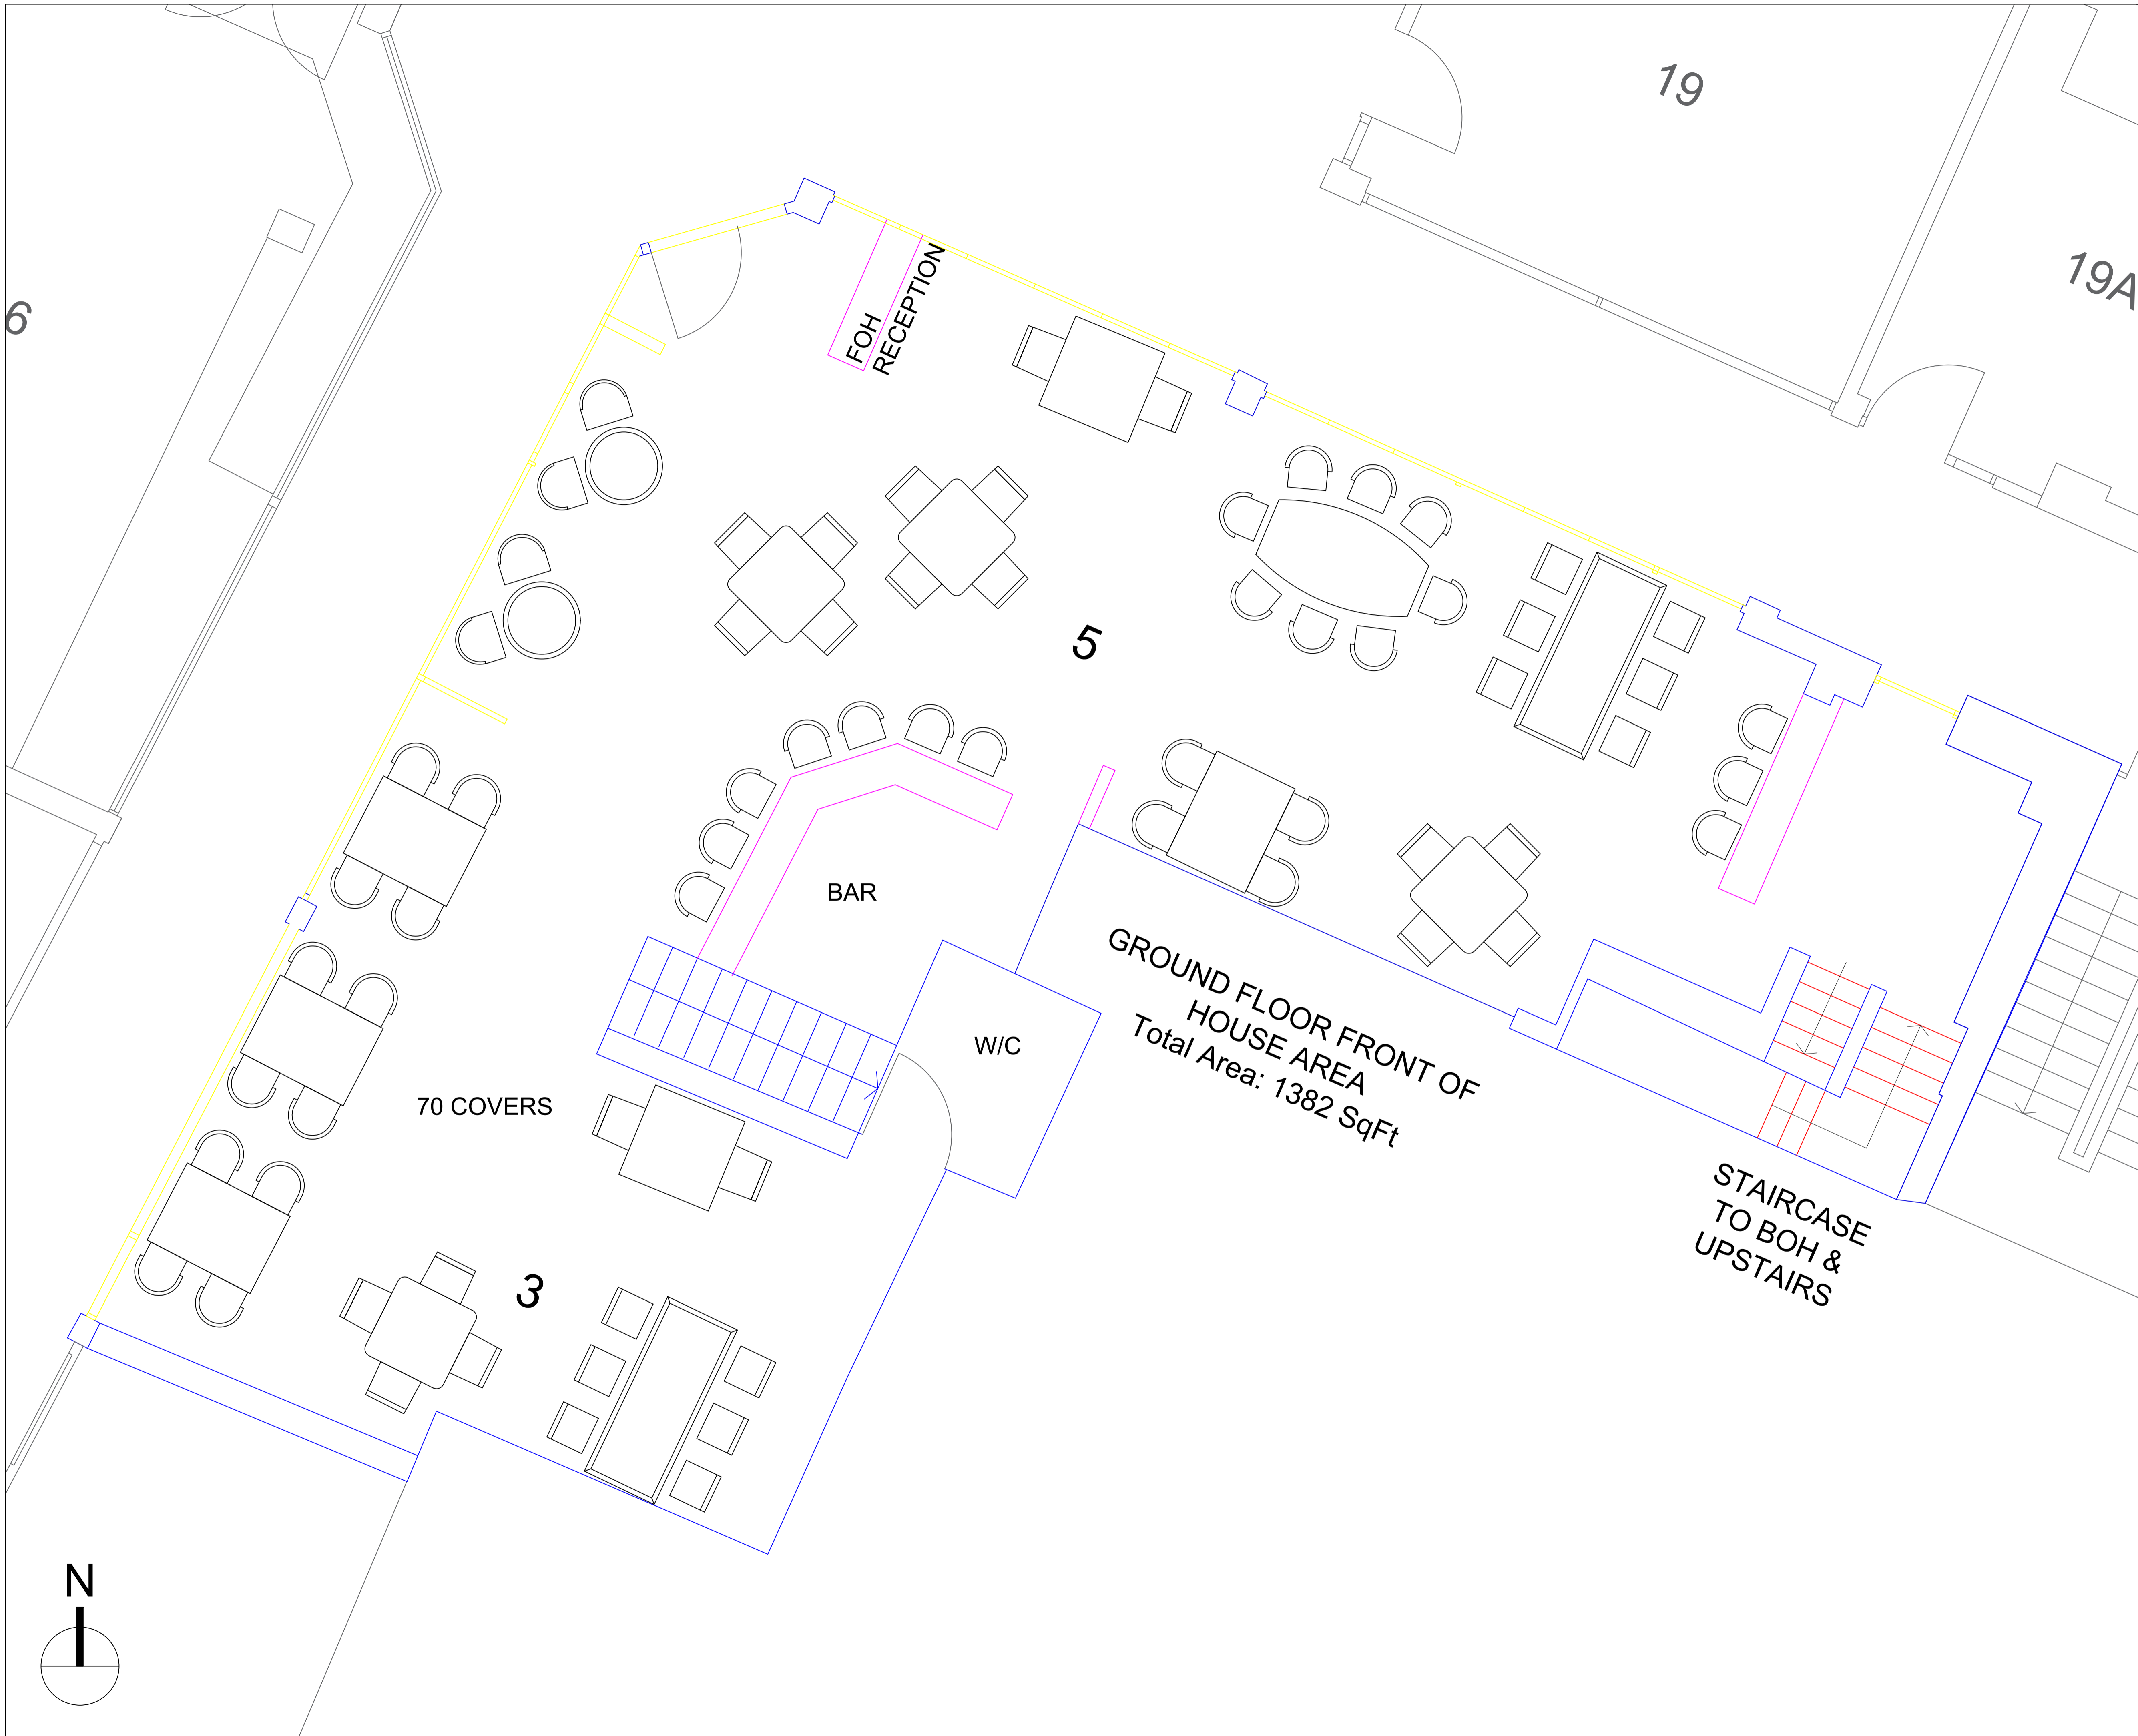 19
19A
6
FOH
RECEPTION
5
BAR
GROUND FLOOR FRONT OF
HOUSE AREA
Total Area: 1382 SqFt
W/C
70 COVERS
STAIRCASE
TO BOH &
UPSTAIRS
3
N